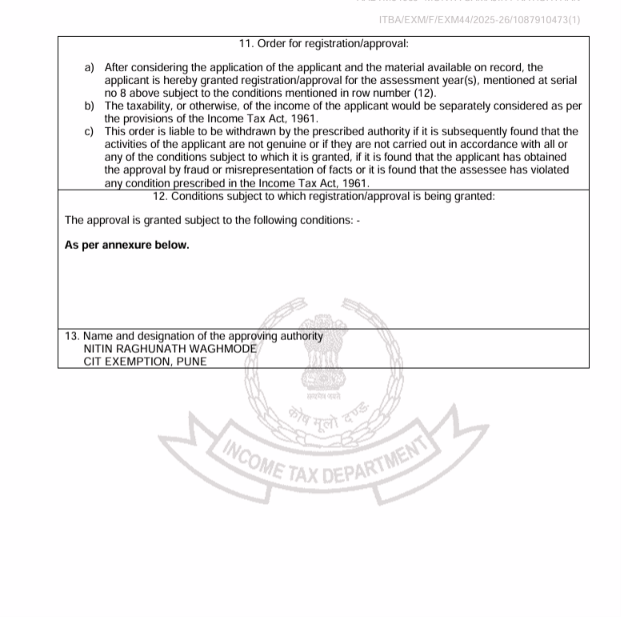 ITBA/EXM/F/EXM44/2025-26/1087910473(1)
11. Order for registration/approval:
a) After considering the application of the applicant and the material available on record, the
applicant is hereby granted registration/approval for the assessment year(s), mentioned at serial
no 8 above subject to the conditions mentioned in row number (12).
b) The taxability, or otherwise, of the income of the applicant would be separately considered as per
the provisions of the Income Tax Act, 1961.
c) This order is liable to be withdrawn by the prescribed authority if it is subsequently found that the
activities of the applicant are not genuine or if they are not carried out in accordance with all or
any of the conditions subject to which it is granted, if it is found that the applicant has obtained
the approval by fraud or misrepresentation of facts or it is found that the assessee has violated
any condition prescribed in the Income Tax Act, 1961.
12. Conditions subject to which registration/approval is being granted:
The approval is granted subject to the following conditions: -
As per annexure below.
13. Name and designation of the approving authority
NITIN RAGHUNATH WAGHMODE
CIT EXEMPTION, PUNE
सत्यमेव जयते
कोष मूलो दण्ड
INCOME TAX DEPARTMENT